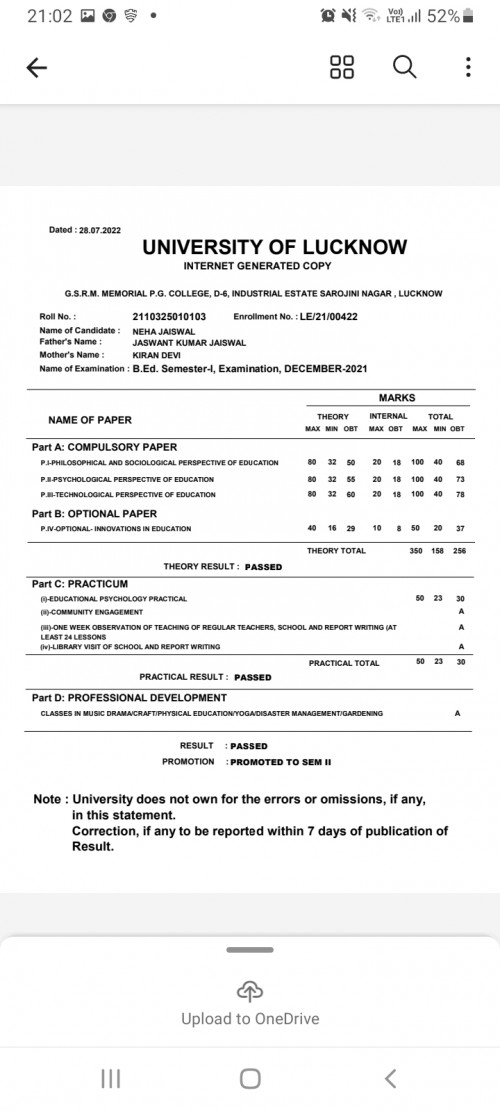 21:02 Vo)) LTE1 52%
Dated : 28.07.2022
UNIVERSITY OF LUCKNOW
INTERNET GENERATED COPY
G.S.R.M. MEMORIAL P.G. COLLEGE, D-6, INDUSTRIAL ESTATE SAROJINI NAGAR , LUCKNOW
Roll No. : 2110325010103 Enrollment No. : LE/21/00422
Name of Candidate : NEHA JAISWAL
Father's Name : JASWANT KUMAR JAISWAL
Mother's Name : KIRAN DEVI
Name of Examination : B.Ed. Semester-I, Examination, DECEMBER-2021
MARKS
NAME OF PAPER THEORY INTERNAL TOTAL
MAX MIN OBT MAX OBT MAX MIN OBT
Part A: COMPULSORY PAPER
P.I-PHILOSOPHICAL AND SOCIOLOGICAL PERSPECTIVE OF EDUCATION 80 32 50 20 18 100 40 68
P.II-PSYCHOLOGICAL PERSPECTIVE OF EDUCATION 80 32 55 20 18 100 40 73
P.III-TECHNOLOGICAL PERSPECTIVE OF EDUCATION 80 32 60 20 18 100 40 78
Part B: OPTIONAL PAPER
P.IV-OPTIONAL- INNOVATIONS IN EDUCATION 40 16 29 10 8 50 20 37
THEORY TOTAL 350 158 256
THEORY RESULT : PASSED
Part C: PRACTICUM
(i)-EDUCATIONAL PSYCHOLOGY PRACTICAL 50 23 30
(ii)-COMMUNITY ENGAGEMENT A
(iii)-ONE WEEK OBSERVATION OF TEACHING OF REGULAR TEACHERS, SCHOOL AND REPORT WRITING (AT A
LEAST 24 LESSONS
(iv)-LIBRARY VISIT OF SCHOOL AND REPORT WRITING A
PRACTICAL TOTAL 50 23 30
PRACTICAL RESULT : PASSED
Part D: PROFESSIONAL DEVELOPMENT
CLASSES IN MUSIC DRAMA/CRAFT/PHYSICAL EDUCATION/YOGA/DISASTER MANAGEMENT/GARDENING A
RESULT : PASSED
PROMOTION : PROMOTED TO SEM II
Note : University does not own for the errors or omissions, if any,
in this statement.
Correction, if any to be reported within 7 days of publication of
Result.
Upload to OneDrive